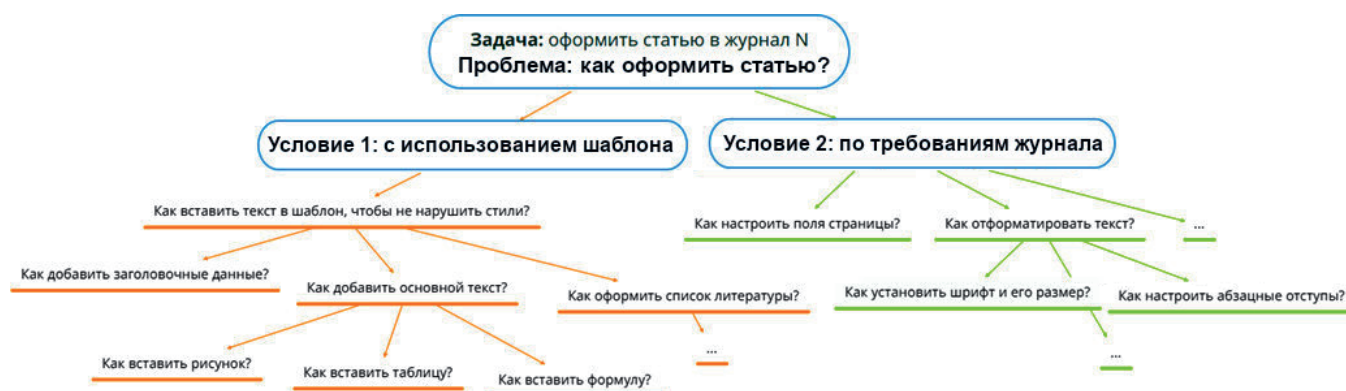 Задача: оформить статью в журнал N
Проблема: как оформить статью?
Условие 1: с использованием шаблона
Условие 2: по требованиям журнала
Как вставить текст в шаблон, чтобы не нарушить стили?
Как настроить поля страницы?
Как отформатировать текст?
...
Как добавить заголовочные данные?
Как добавить основной текст?
Как оформить список литературы?
Как установить шрифт и его размер?
Как настроить абзацные отступы?
...
...
Как вставить рисунок?
Как вставить таблицу?
Как вставить формулу?